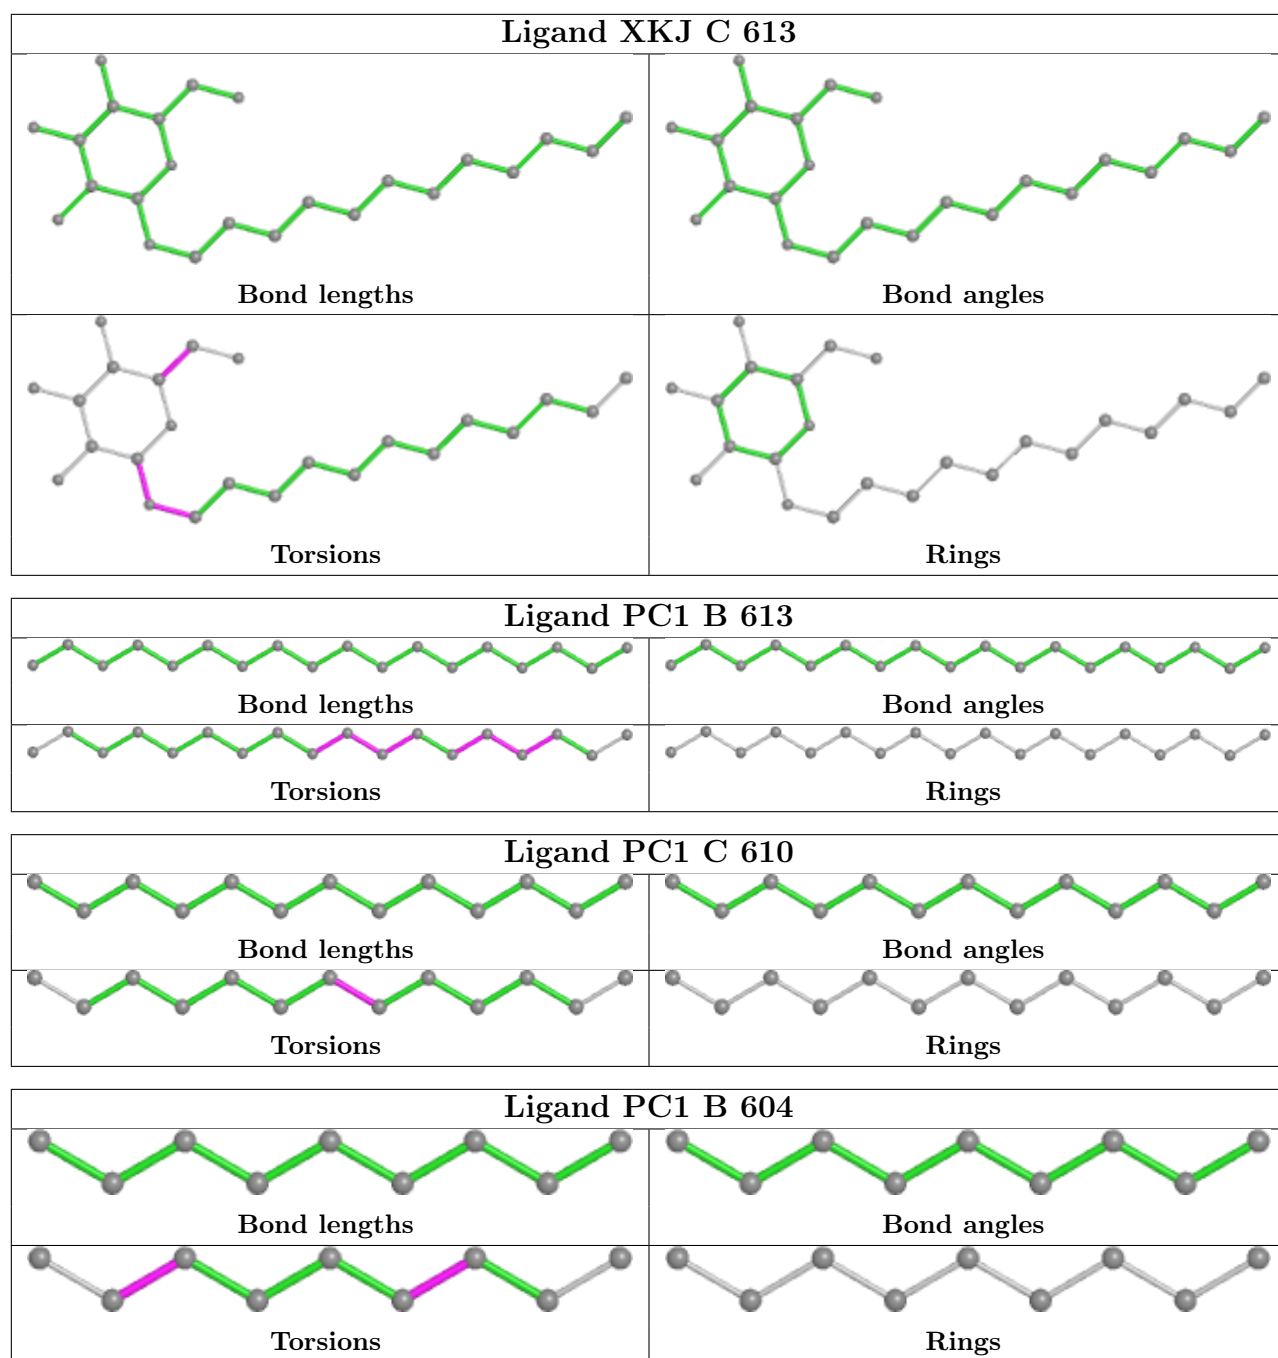 Ligand XKJ C 613
Bond lengths
Bond angles
Torsions
Rings
Ligand PC1 B 613
Bond lengths
Bond angles
Torsions
Rings
Ligand PC1 C 610
Bond lengths
Bond angles
Torsions
Rings
Ligand PC1 B 604
Bond lengths
Bond angles
Torsions
Rings